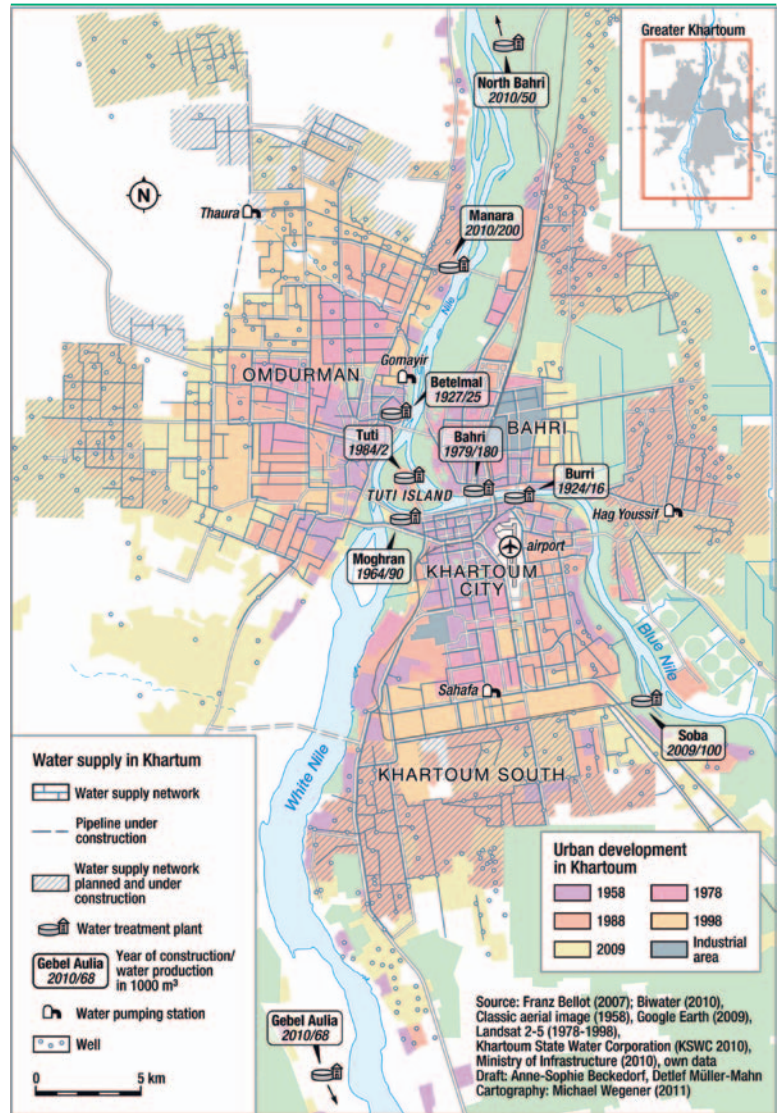 Greater Khartoum
North Bahri
2010/50
N
Thaura
Manara
2010/200
Nile
Gomayir
OMDURMAN
Betelmal
1927/25
BAHRI
Tuti
1984/2
Bahri
1979/180
Burri
1924/16
TUTI ISLAND
Hag Youssif
Moghran
1964/90
airport
KHARTOUM
CITY
Blue Nile
Sahafa
Soba
2009/100
White Nile
KHARTOUM SOUTH
Water supply in Khartum
Water supply network
Pipeline under
construction
Water supply network
planned and under
construction
Water treatment plant
Gebel Aulia
2010/68
Year of construction/
water production
in 1000 m³
Water pumping station
Well
0 5 km
Gebel Aulia
2010/68
Urban development
in Khartoum
1958 1978
1988 1998
2009 Industrial
area
Source: Franz Bellot (2007); Biwater (2010),
Classic aerial image (1958), Google Earth (2009),
Landsat 2-5 (1978-1998),
Khartoum State Water Corporation (KSWC 2010),
Ministry of Infrastructure (2010), own data
Draft: Anne-Sophie Beckedorf, Detlef Müller-Mahn
Cartography: Michael Wegener (2011)